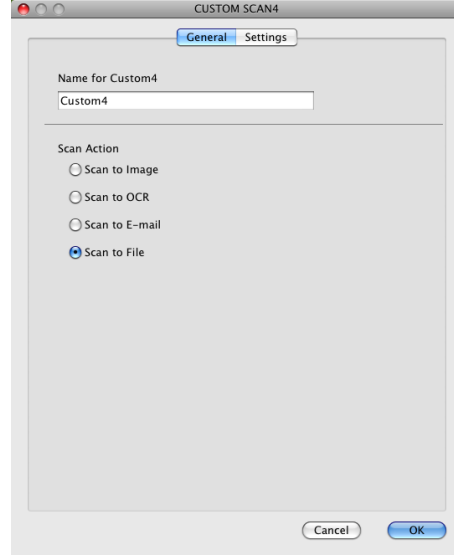 CUSTOM SCAN4
General Settings
Name for Custom4
Custom4
Scan Action
Scan to Image
Scan to OCR
Scan to E-mail
Scan to File
Cancel OK